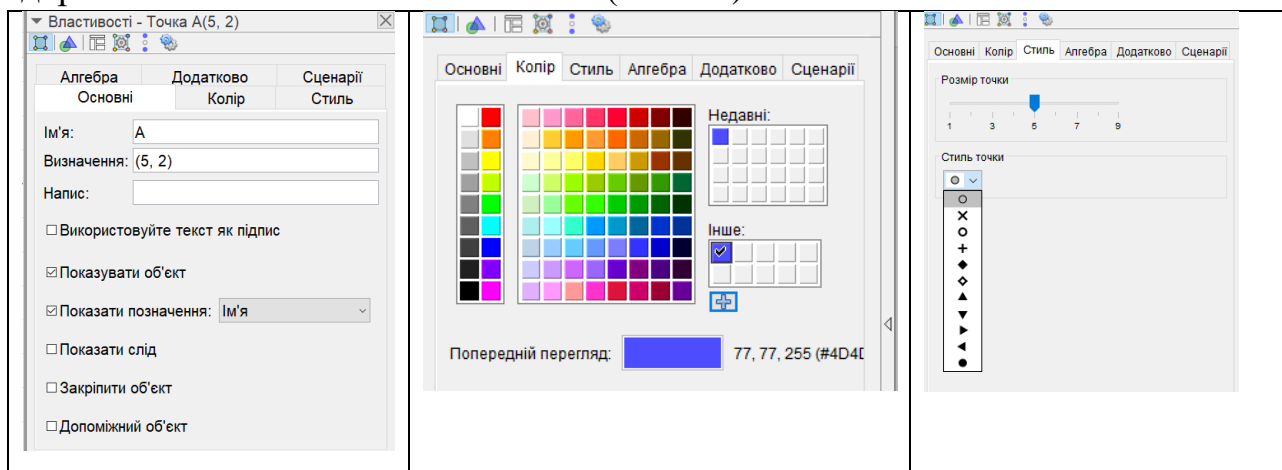 Властивості - Точка A(5, 2)
Алгебра Додатково Сценарії
Основні Колір Стиль
Ім'я: A
Визначення: (5, 2)
Напис:
Використовуйте текст як підпис
Показувати об'єкт
Показати позначення: Ім'я
Показати слід
Закріпити об'єкт
Допоміжний об'єкт
Основні Колір Стиль Алгебра Додатково Сценарії
Недавні:
Інше:
Попередній перегляд: 77, 77, 255 (#4D4D
Основні Колір Стиль Алгебра Додатково Сценарії
Розмір точки
1 3 5 7 9
Стиль точки